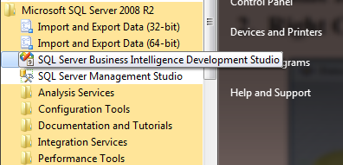 Microsoft SQL Server 2008 R2
Import and Export Data (32-bit)
Import and Export Data (64-bit)
SQL Server Business Intelligence Development Studio
SQL Server Management Studio
Analysis Services
Configuration Tools
Documentation and Tutorials
Integration Services
Performance Tools
Control Panel
Devices and Printers
grams
Help and Support